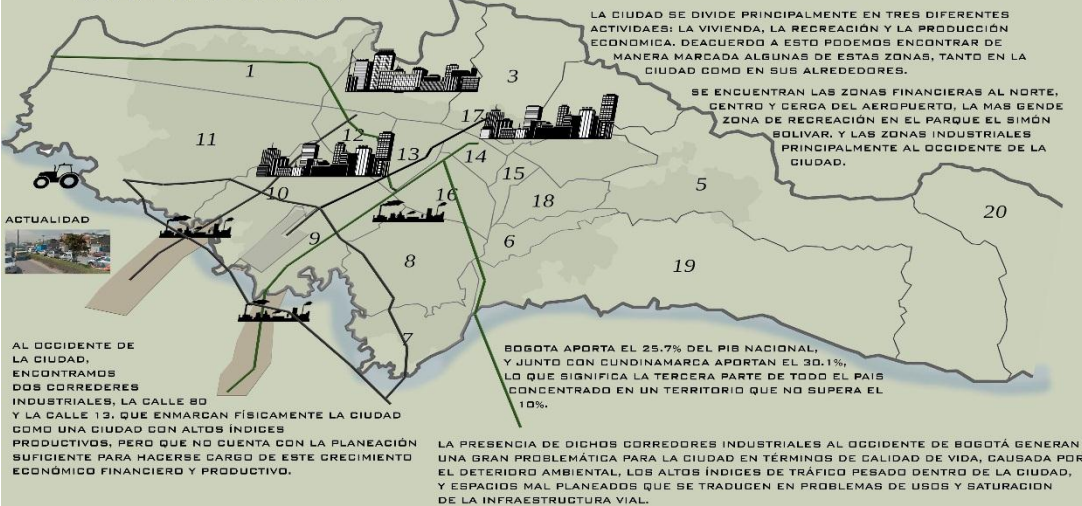 LA CIUDAD SE DIVIDE PRINCIPALMENTE EN TRES DIFERENTES
ACTIVIDAES: LA VIVIENDA, LA RECREACIÓN Y LA PRODUCCIÓN
ECONOMICA. DEACUERDO A ESTO PODEMOS ENCONTRAR DE
MANERA MARCADA ALGUNAS DE ESTAS ZONAS, TANTO EN LA
CIUDAD COMO EN SUS ALREDEDORES.
SE ENCUENTRAN LAS ZONAS FINANCIERAS AL NORTE,
CENTRO Y CERCA DEL AEROPUERTO, LA MAS GENDE
ZONA DE RECREACIÓN EN EL PARQUE EL SIMÓN
BOLIVAR. Y LAS ZONAS INDUSTRIALES
PRINCIPALMENTE AL OCCIDENTE DE LA
CIUDAD.
1
3
17
11
12
13
14
15
5
10
16
18
20
9
6
8
19
7
ACTUALIDAD
AL OCCIDENTE DE
LA CIUDAD,
ENCONTRAMOS
DOS CORREDERES
INDUSTRIALES, LA CALLE 80
Y LA CALLE 13. QUE ENMARCAN FÍSICAMENTE LA CIUDAD
COMO UNA CIUDAD CON ALTOS ÍNDICES
PRODUCTIVOS, PERO QUE NO CUENTA CON LA PLANEACIÓN
SUFICIENTE PARA HACERSE CARGO DE ESTE CRECIMIENTO
ECONÓMICO FINANCIERO Y PRODUCTIVO.
BOGOTA APORTA EL 25.7% DEL PIB NACIONAL,
Y JUNTO CON CUNDINAMARCA APORTAN EL 30.1%,
LO QUE SIGNIFICA LA TERCERA PARTE DE TODO EL PAIS
CONCENTRADO EN UN TERRITORIO QUE NO SUPERA EL
10%.
LA PRESENCIA DE DICHOS CORREDORES INDUSTRIALES AL OCCIDENTE DE BOGOTÁ GENERAN
UNA GRAN PROBLEMÁTICA PARA LA CIUDAD EN TÉRMINOS DE CALIDAD DE VIDA, CAUSADA POR
EL DETERIORO AMBIENTAL, LOS ALTOS ÍNDICES DE TRÁFICO PESADO DENTRO DE LA CIUDAD,
Y ESPACIOS MAL PLANEADOS QUE SE TRADUCEN EN PROBLEMAS DE USOS Y SATURACION
DE LA INFRAESTRUCTURA VIAL.